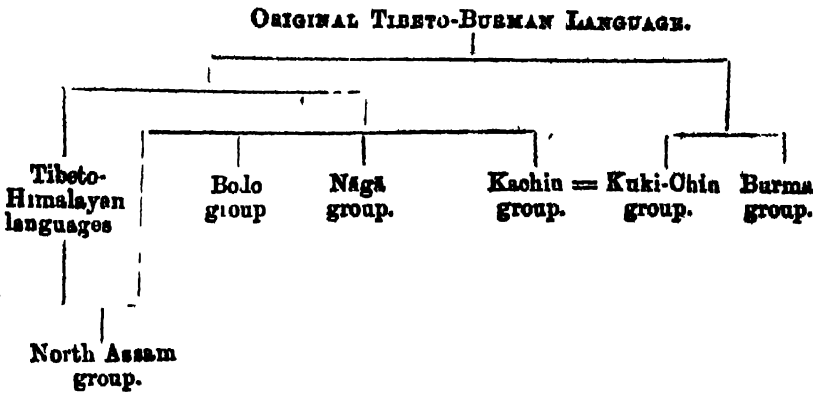 ORIGINAL TIBETO-BURMAN LANGUAGE.
Tibeto-
Himalayan
languages
Bodo
group
Nāgā
group.
Kachin = Kuki-Chin
group. group.
Burma
group.
North Assam
group.